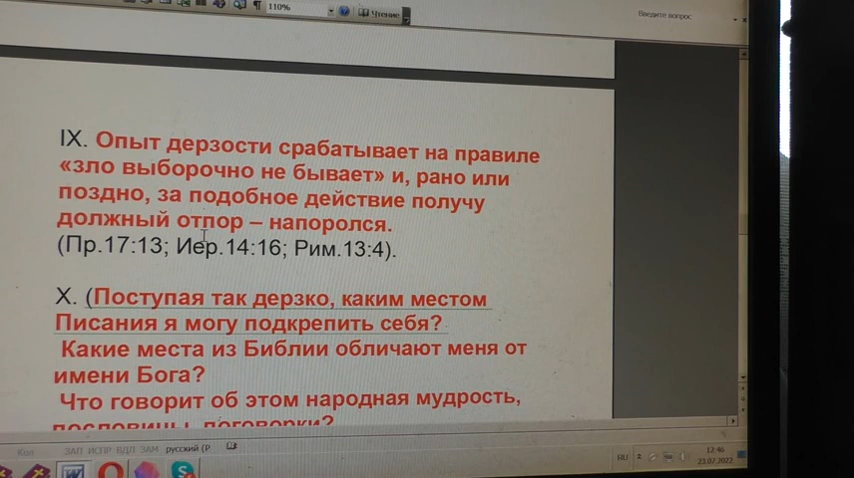 110%
Чтение
Введите вопрос
IX. Опыт дерзости срабатывает на правиле
«зло выборочно не бывает» и, рано или
поздно, за подобное действие получу
должный отпор – напоролся.
(Пр.17:13; Иер.14:16; Рим.13:4).
X. (Поступая так дерзко, каким местом
Писания я могу подкрепить себя?
Какие места из Библии обличают меня от
имени Бога?
Что говорит об этом народная мудрость,
пословицы, поговорки?
Кол ЗАП ИСПР ВДЛ ЗАМ русский (Р
RU 12:46
23.07.2022